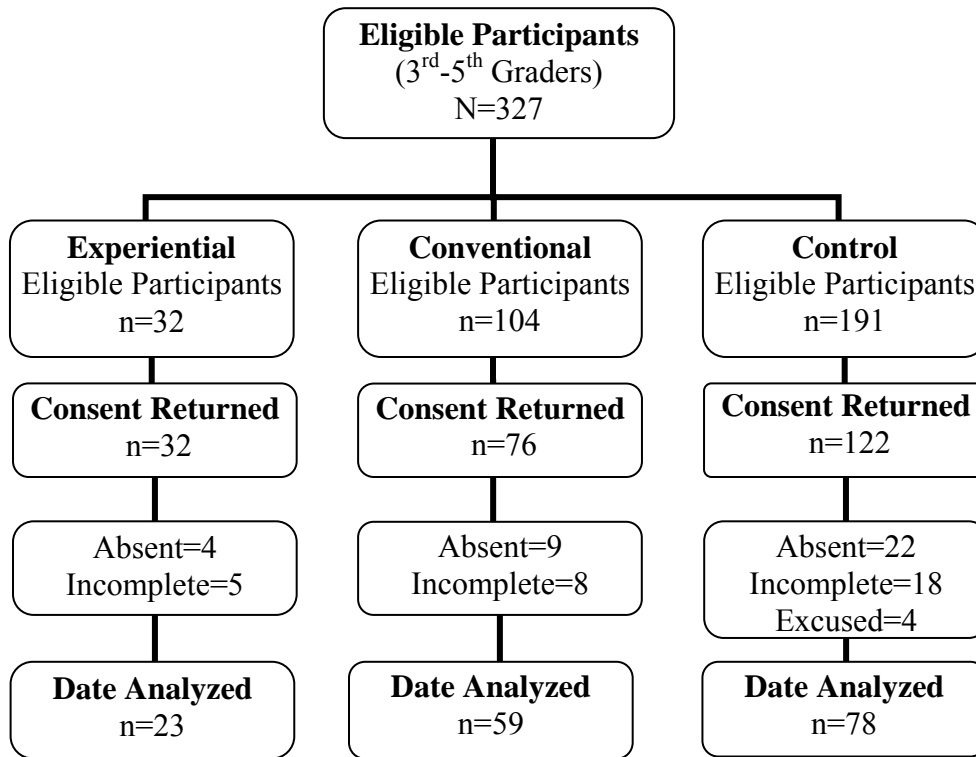 Eligible Participants
(3rd-5th Graders)
N=327
Experiential
Eligible Participants
n=32
Conventional
Eligible Participants
n=104
Control
Eligible Participants
n=191
Consent Returned
n=32
Consent Returned
n=76
Consent Returned
n=122
Absent=4
Incomplete=5
Absent=9
Incomplete=8
Absent=22
Incomplete=18
Excused=4
Date Analyzed
n=23
Date Analyzed
n=59
Date Analyzed
n=78